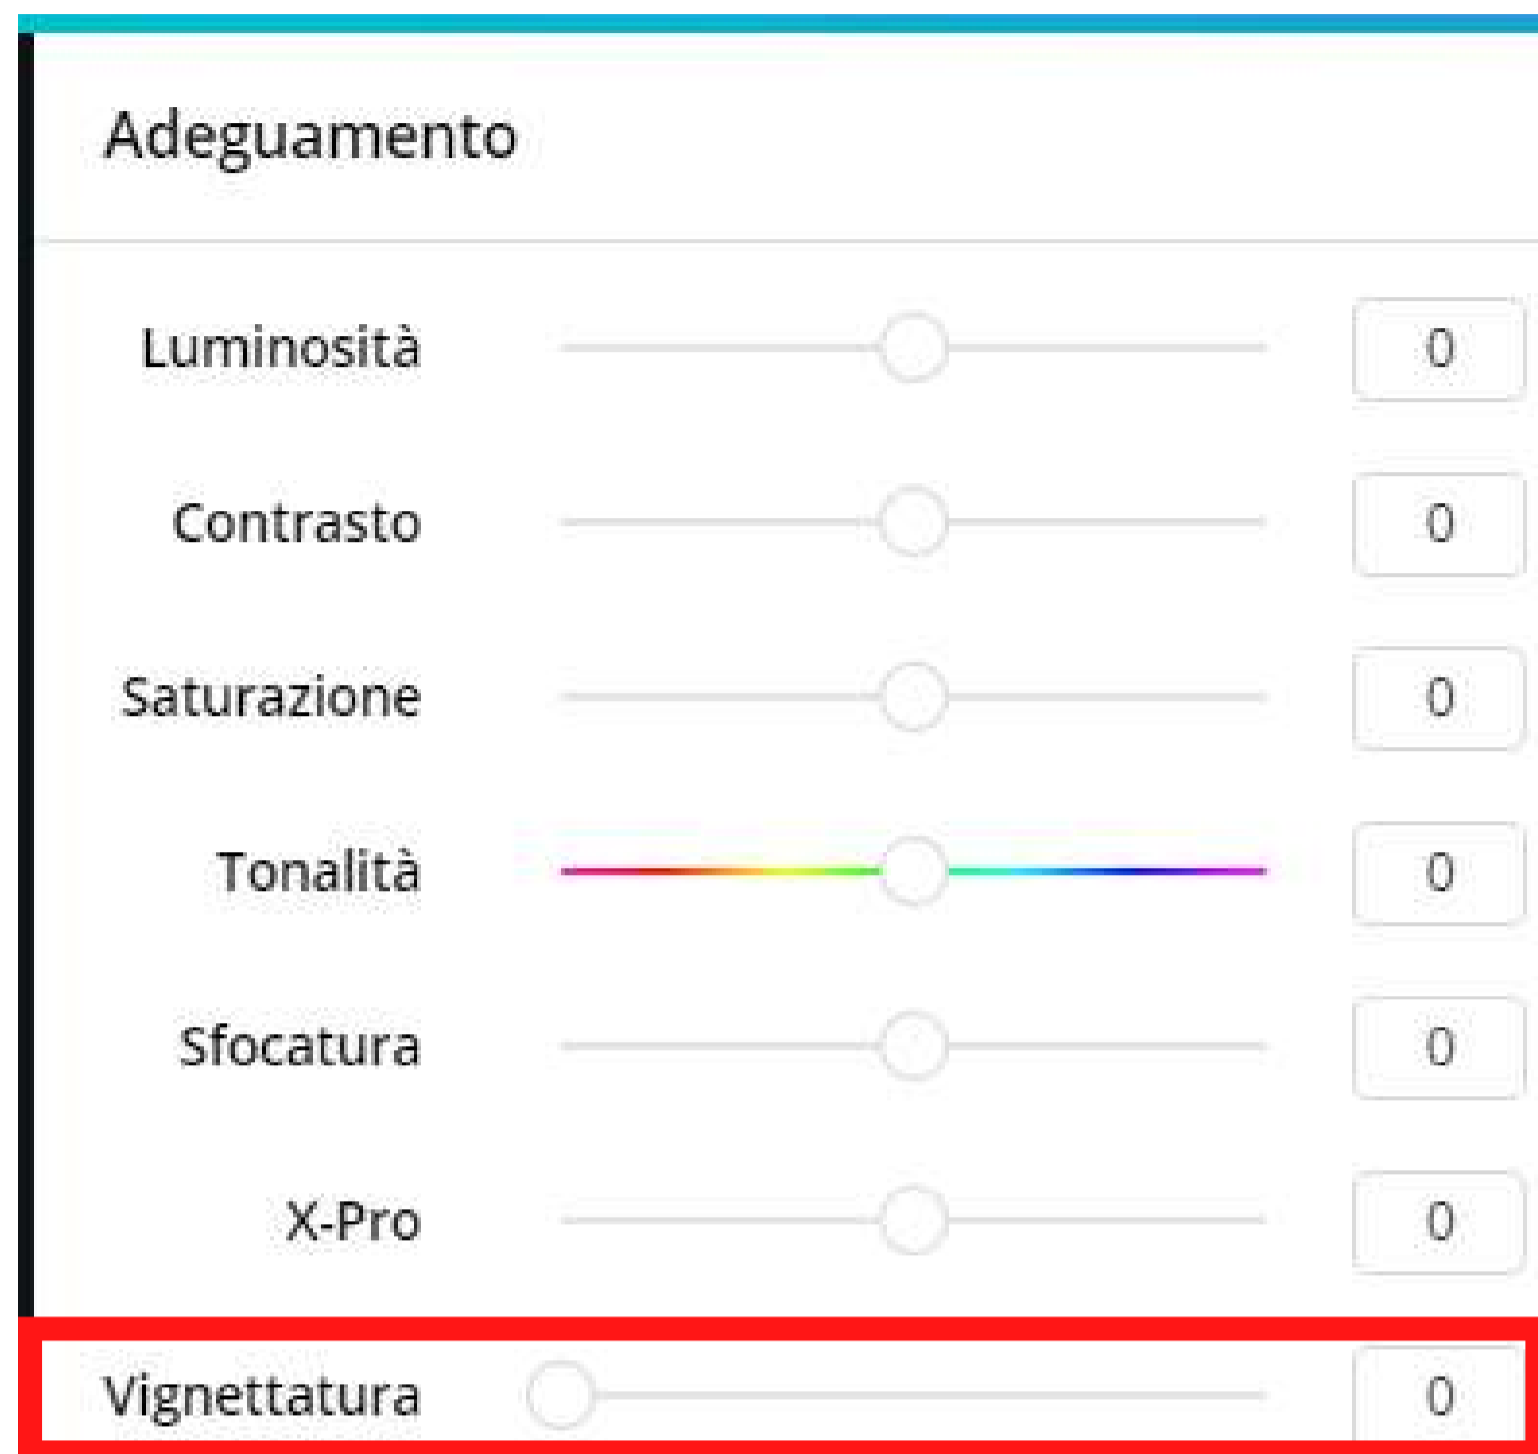 Adeguamento
Luminosità 0
Contrasto 0
Saturazione 0
Tonalità 0
Sfocatura 0
X-Pro 0
Vignettatura 0